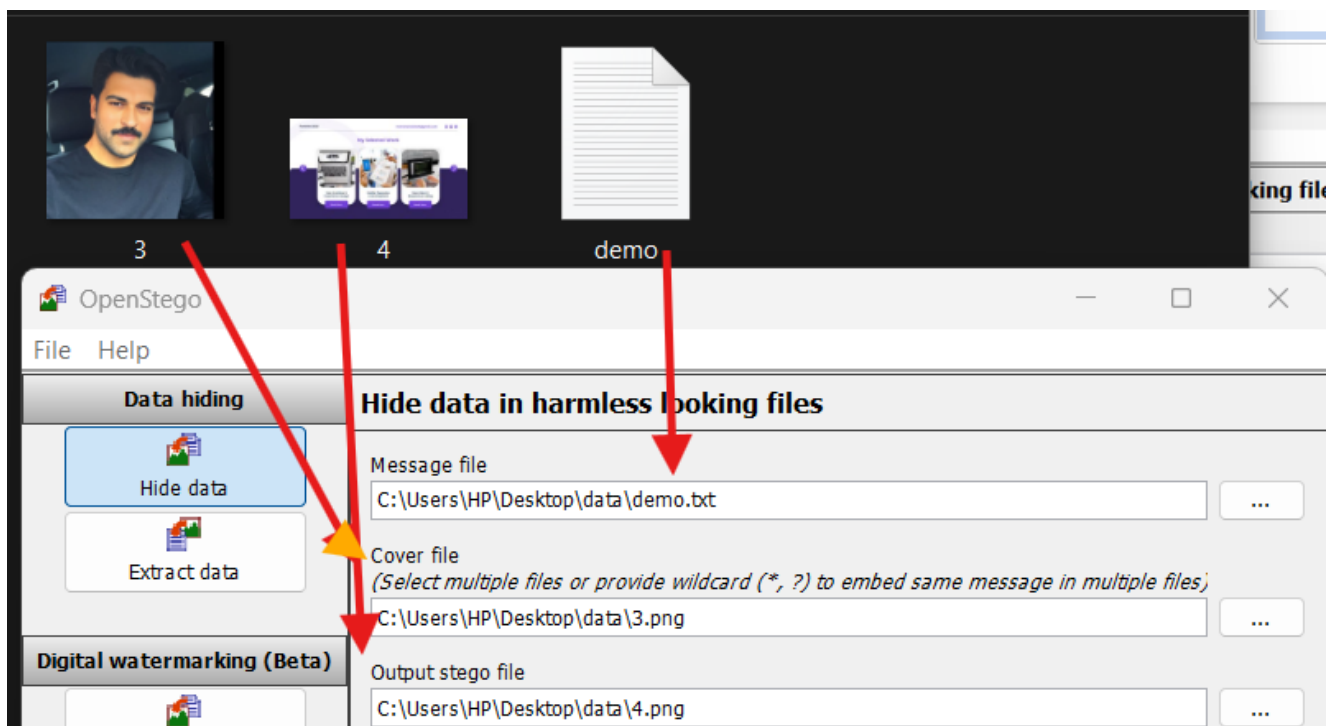 3
4
demo
king file
OpenStego
File Help
Data hiding
Hide data in harmless looking files
Hide data
Message file
C:\Users\HP\Desktop\data\demo.txt
...
Extract data
Cover file
(Select multiple files or provide wildcard (*, ?) to embed same message in multiple files)
C:\Users\HP\Desktop\data\3.png
...
Digital watermarking (Beta)
Output stego file
C:\Users\HP\Desktop\data\4.png
...